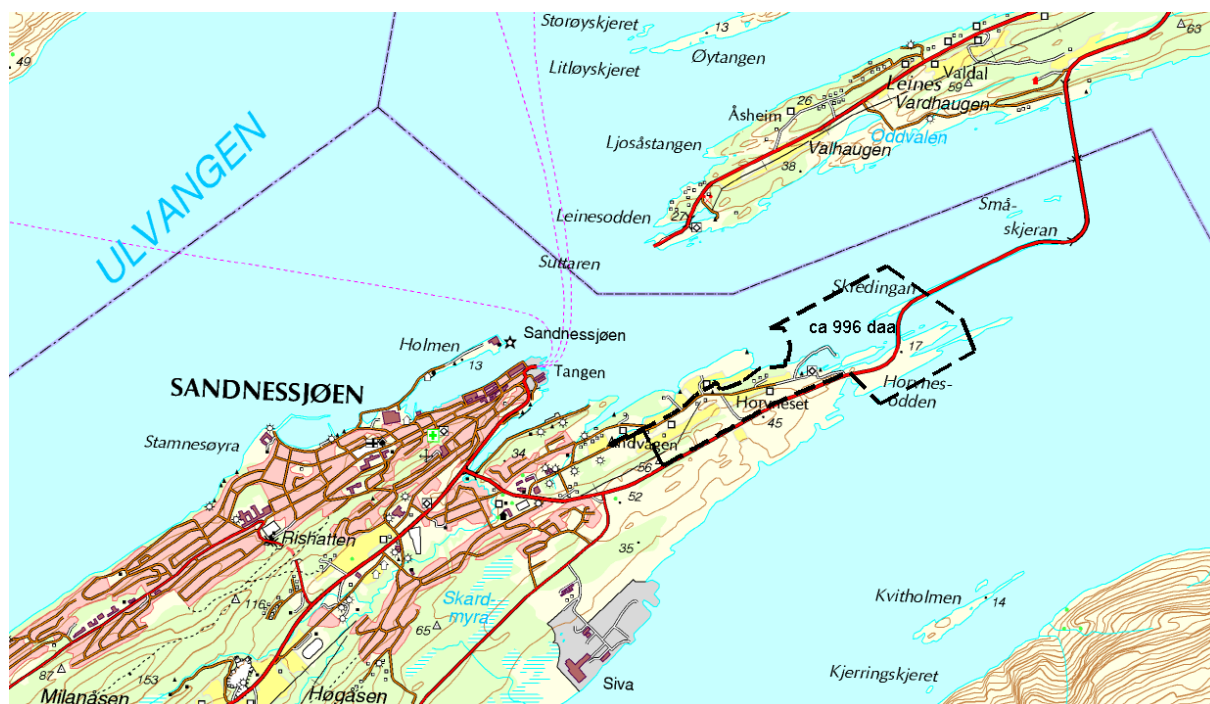 Storøyskjeret
13
Øytangen
63
49
Litløyskjeret
Valdal
Leines
59
Vardhaugen
26
Åsheim
Oddvalen
Ljosåstangen
Valhaugen
38
ULVANGEN
Leinesodden
27
Små-
skjeran
Suttaren
Skredingan
ca 996 daa
Sandnessjøen
Holmen
13
17
Tangen
SANDNESSJØEN
Horvnes-
odden
Horvneset
45
Stamnesøyra
Andvågen
34
56
52
Rishatten
35
Kvitholmen
14
116
Skard-
myra
65
Kjerringskjeret
87
153
Siva
Milanåsen
Høgåsen